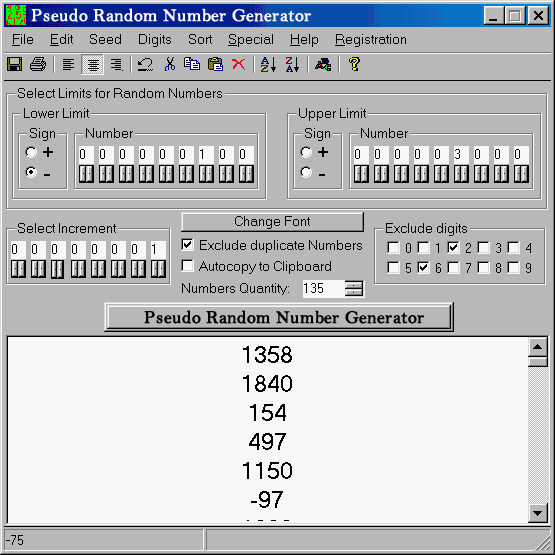 Pseudo Random Number Generator
File Edit Seed Digits Sort Special Help Registration
Select Limits for Random Numbers
Lower Limit
Upper Limit
Sign
Number
Sign
Number
+
0 0 0 0 0 1 0 0
+
0 0 0 0 3 0 0 0
-
-
Select Increment
0 0 0 0 0 0 0 1
Change Font
Exclude duplicate Numbers
Autocopy to Clipboard
Numbers Quantity: 135
Exclude digits
0 1 2 3 4
5 6 7 8 9
Pseudo Random Number Generator
1358
1840
154
497
1150
-97
-75